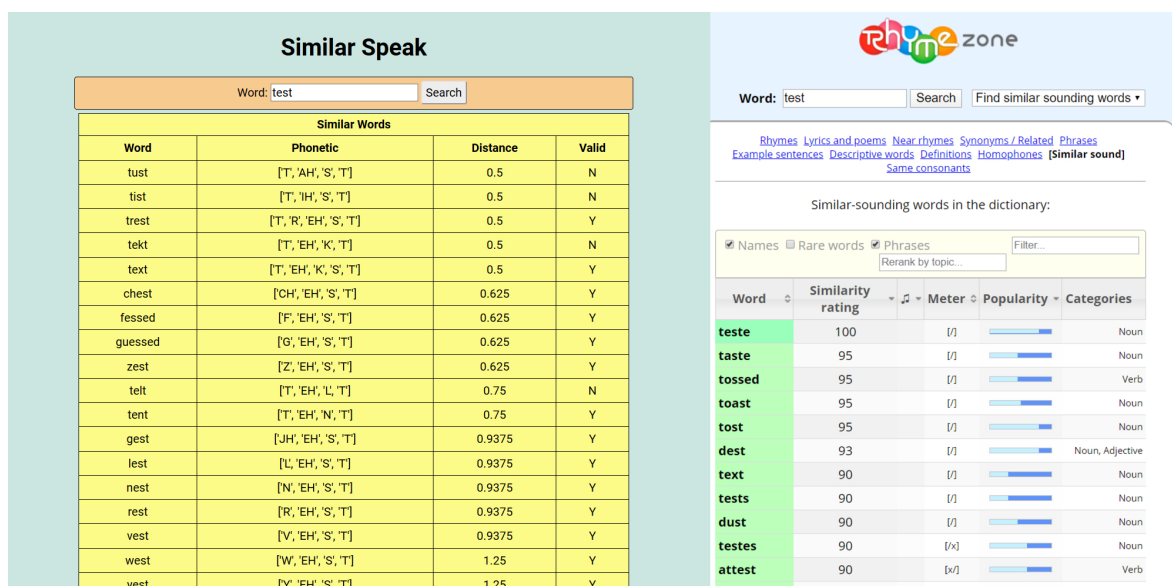 Similar Speak
Word: test Search
Similar Words
Word Phonetic Distance Valid
tust ['T', 'AH', 'S', 'T'] 0.5 N
tist ['T', 'IH', 'S', 'T'] 0.5 N
trest ['T', 'R', 'EH', 'S', 'T'] 0.5 Y
tekt ['T', 'EH', 'K', 'T'] 0.5 N
text ['T', 'EH', 'K', 'S', 'T'] 0.5 Y
chest ['CH', 'EH', 'S', 'T'] 0.625 Y
fessed ['F', 'EH', 'S', 'T'] 0.625 Y
guessed ['G', 'EH', 'S', 'T'] 0.625 Y
zest ['Z', 'EH', 'S', 'T'] 0.625 Y
telt ['T', 'EH', 'L', 'T'] 0.75 N
tent ['T', 'EH', 'N', 'T'] 0.75 Y
gest ['JH', 'EH', 'S', 'T'] 0.9375 Y
lest ['L', 'EH', 'S', 'T'] 0.9375 Y
nest ['N', 'EH', 'S', 'T'] 0.9375 Y
rest ['R', 'EH', 'S', 'T'] 0.9375 Y
vest ['V', 'EH', 'S', 'T'] 0.9375 Y
west ['W', 'EH', 'S', 'T'] 1.25 Y
yest ['Y', 'EH', 'S', 'T'] 1.25 Y
Rhyme zone
Word: test Search Find similar sounding words
Rhymes Lyrics and poems Near rhymes Synonyms / Related Phrases
Example sentences Descriptive words Definitions Homophones [Similar sound]
Same consonants
Similar-sounding words in the dictionary:
Names Rare words Phrases Filter...
Rerank by topic...
Word Similarity rating ♫ Meter Popularity Categories
teste 100 [/] Noun
taste 95 [/] Noun
tossed 95 [/] Verb
toast 95 [/] Noun
tost 95 [/] Noun
dest 93 [/] Noun, Adjective
text 90 [/] Noun
tests 90 [/] Noun
dust 90 [/] Noun
testes 90 [/x] Noun
attest 90 [x/] Verb